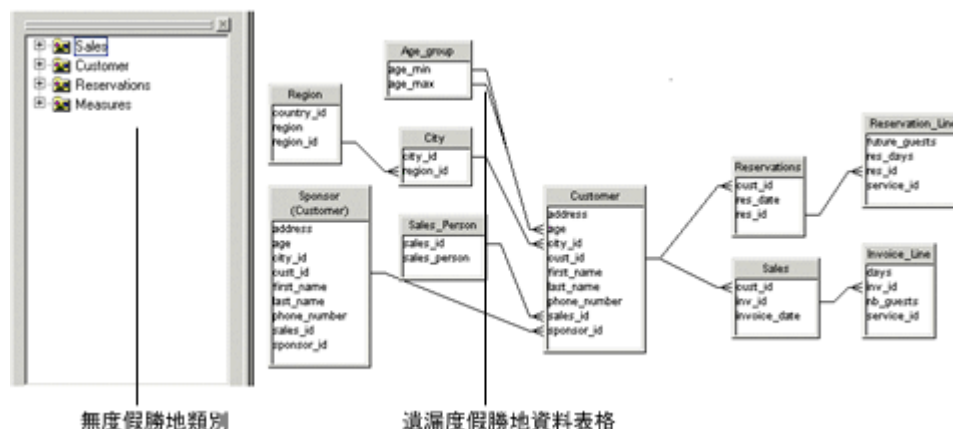 Sales
Customer
Reservations
Measures
Age_group
age_min
age_max
Region
country_id
region
region_id
City
city_id
region_id
Sponsor
(Customer)
address
age
city_id
cust_id
first_name
last_name
phone_number
sales_id
sponsor_id
Sales_Person
sales_id
sales_person
Customer
address
age
city_id
cust_id
first_name
last_name
phone_number
sales_id
sponsor_id
Reservations
cust_id
res_date
res_id
Reservation_Line
future_guests
res_days
res_id
service_id
Sales
cust_id
inv_id
invoice_date
Invoice_Line
days
inv_id
nb_guests
service_id
無度假勝地類別
遺漏度假勝地資料表格